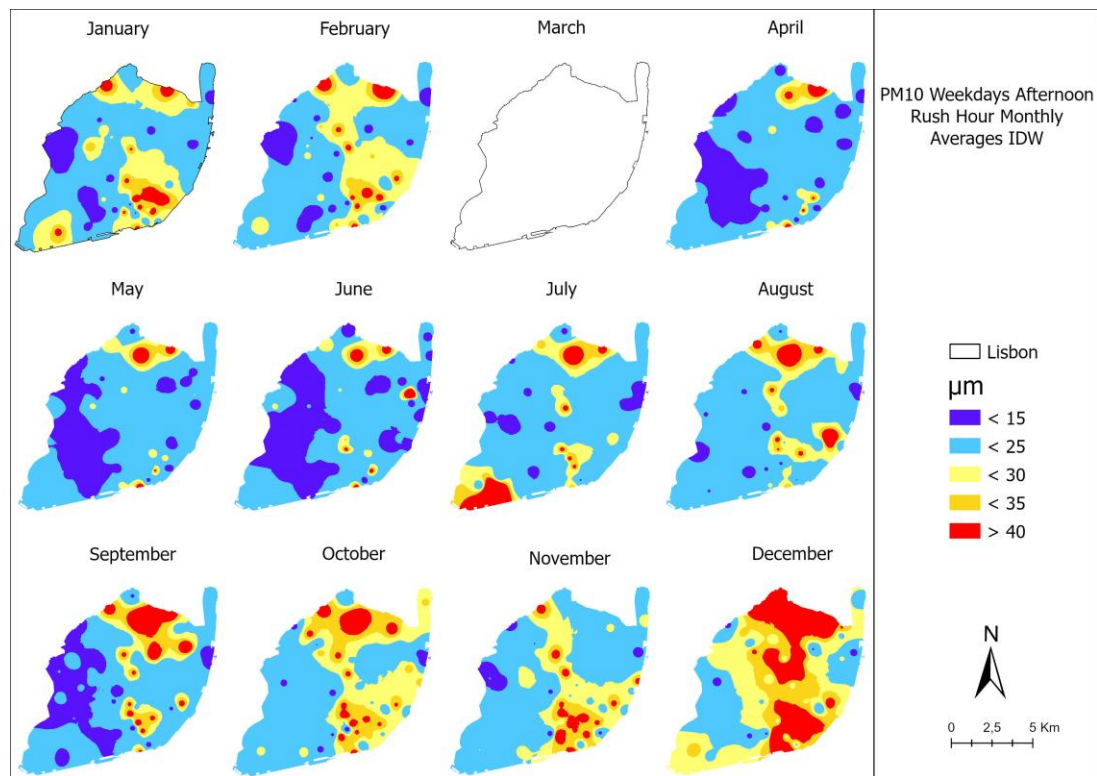 January
February
March
April
PM10 Weekdays Afternoon
Rush Hour Monthly
Averages IDW
May
June
July
August
Lisbon
µm
< 15
< 25
< 30
< 35
> 40
September
October
November
December
N
0 2,5 5 Km